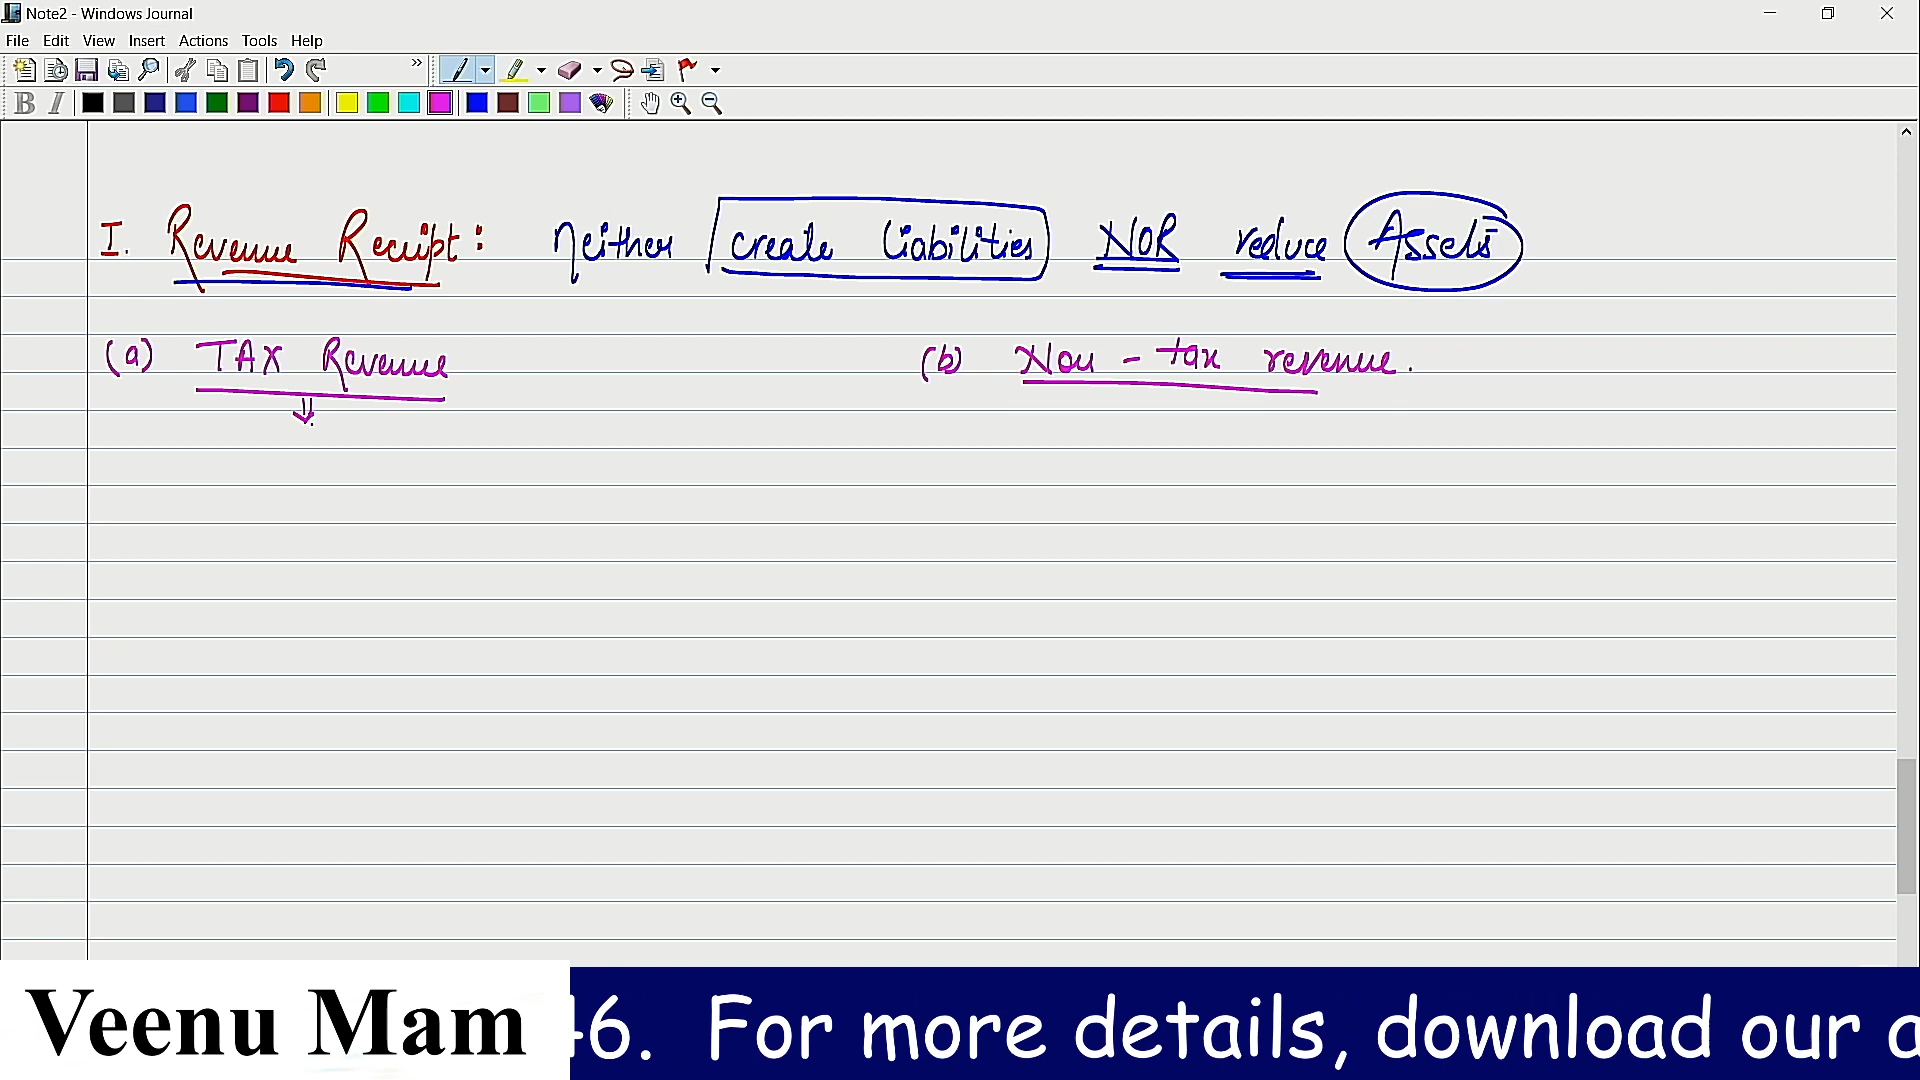 Note2 - Windows Journal
File Edit View Insert Actions Tools Help
B I
I. Revenue Receipt: Neither create liabilities NOR reduce Assets
(a) TAX Revenue (b) Non - tax revenue.
Veenu Mam 46. For more details, download our a